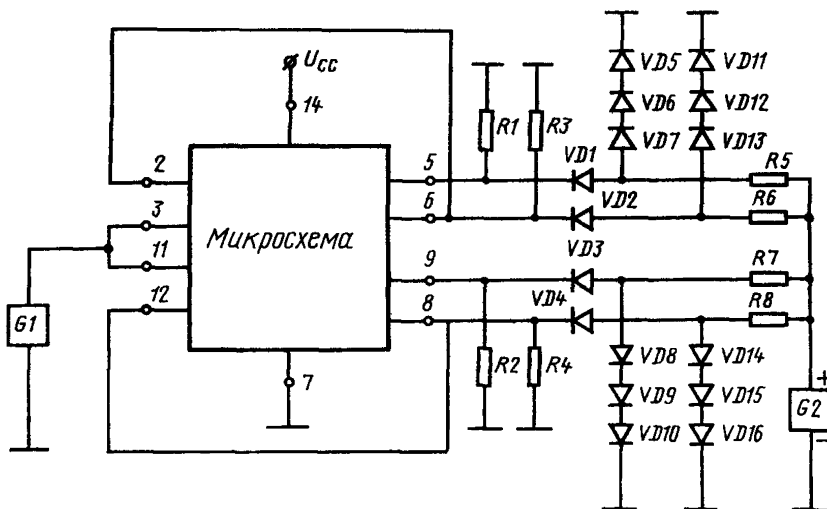 U_CC
14
VD5
VD11
VD6
VD12
R1
R3
VD7
VD13
2
5
VD1
R5
3
6
VD2
R6
Микросхема
11
9
VD3
R7
12
8
VD4
R8
G1
7
R2
R4
VD8
VD14
VD9
VD15
+
G2
VD10
VD16
−